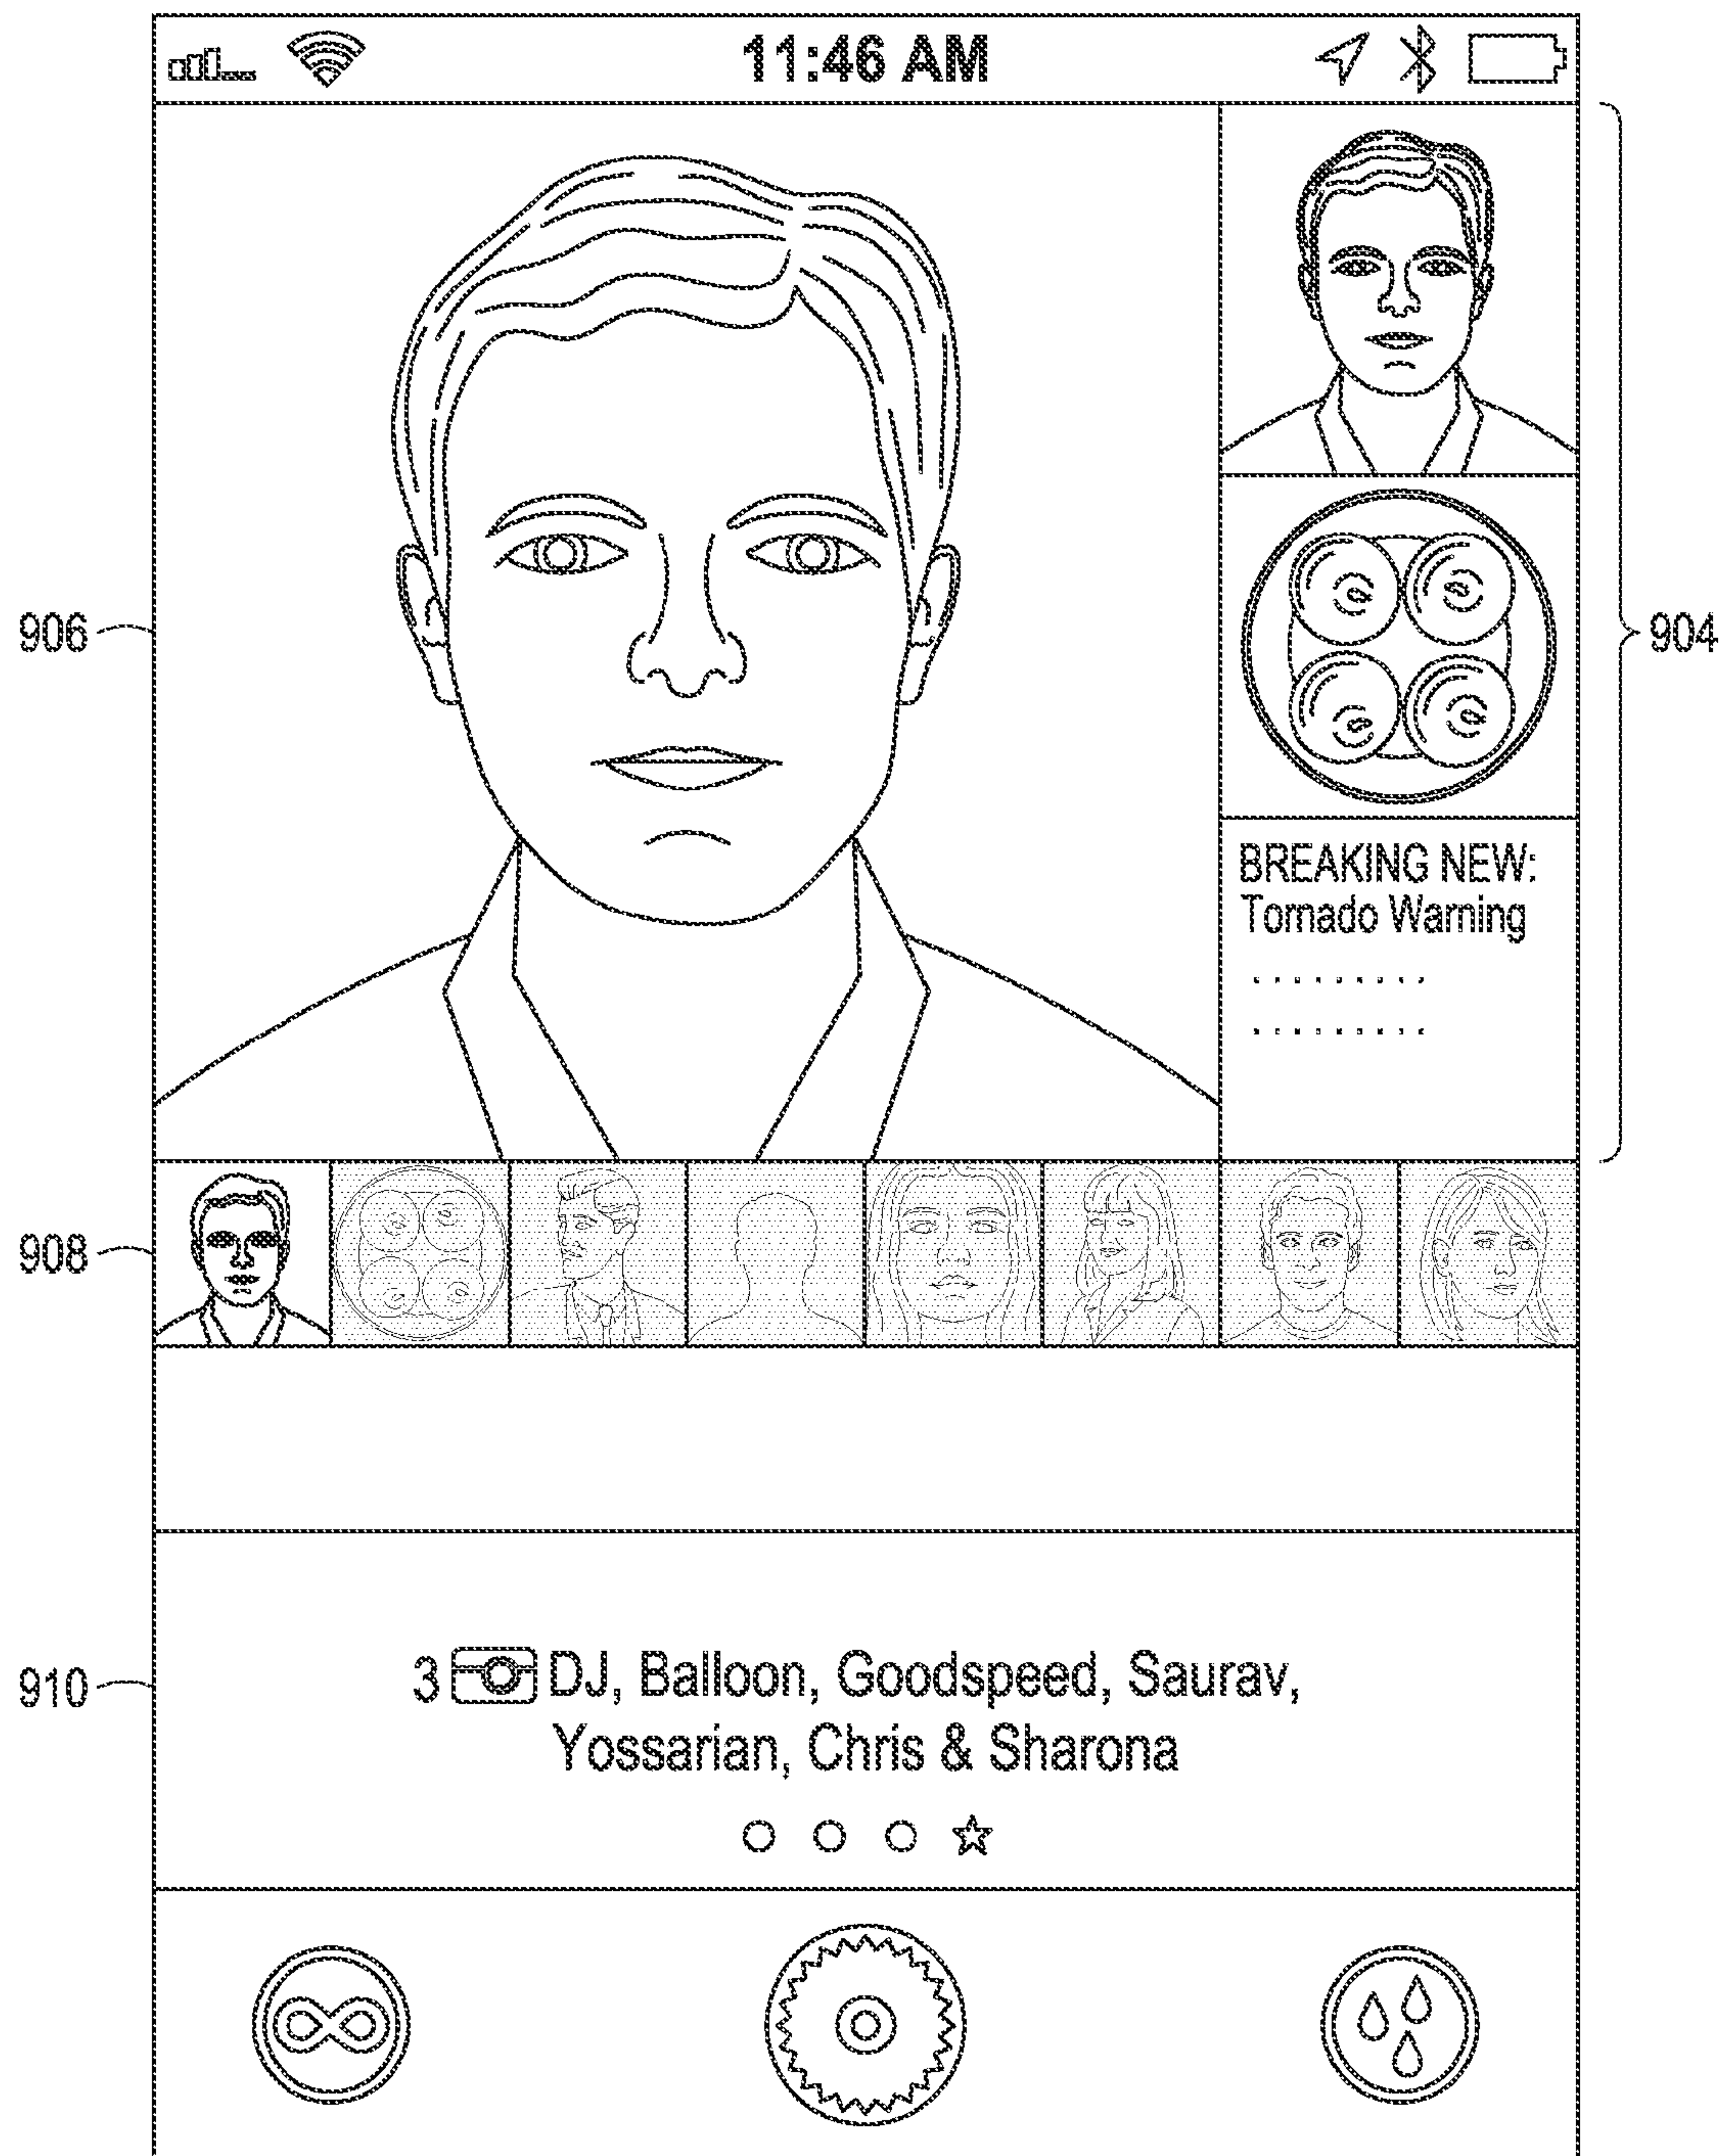 11:46 AM
906
904
BREAKING NEW:
Tornado Warning
908
910
3 DJ, Balloon, Goodspeed, Saurav,
Yossarian, Chris & Sharona